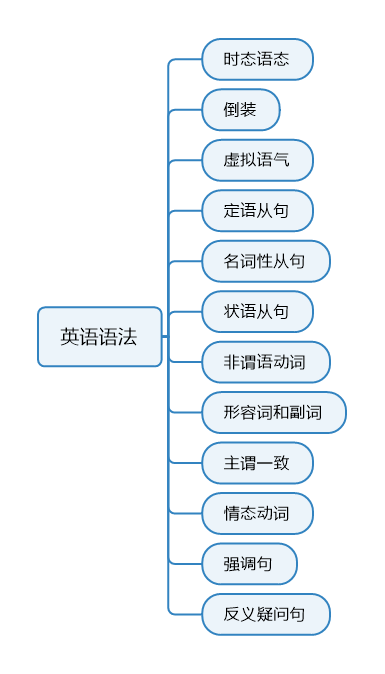 英语语法
时态语态
倒装
虚拟语气
定语从句
名词性从句
状语从句
非谓语动词
形容词和副词
主谓一致
情态动词
强调句
反义疑问句